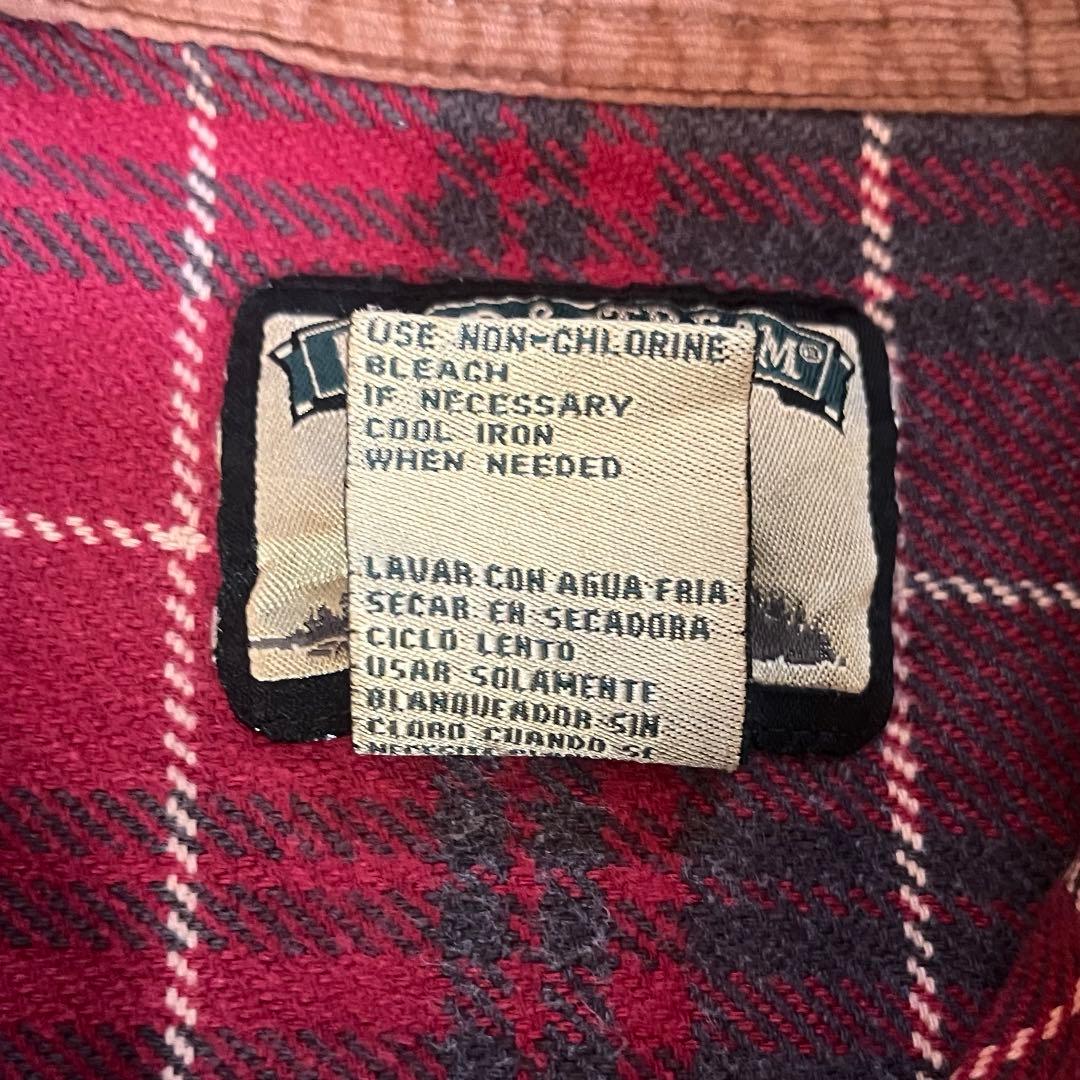 M®
USE NON-CHLORINE
BLEACH
IF NECESSARY
COOL IRON
WHEN NEEDED
LAVAR CON AGUA FRIA
SECAR EN SECADORA
CICLO LENTO
USAR SOLAMENTE
BLANQUEADOR SIN
CLORO CUANDO SE
NECESITE